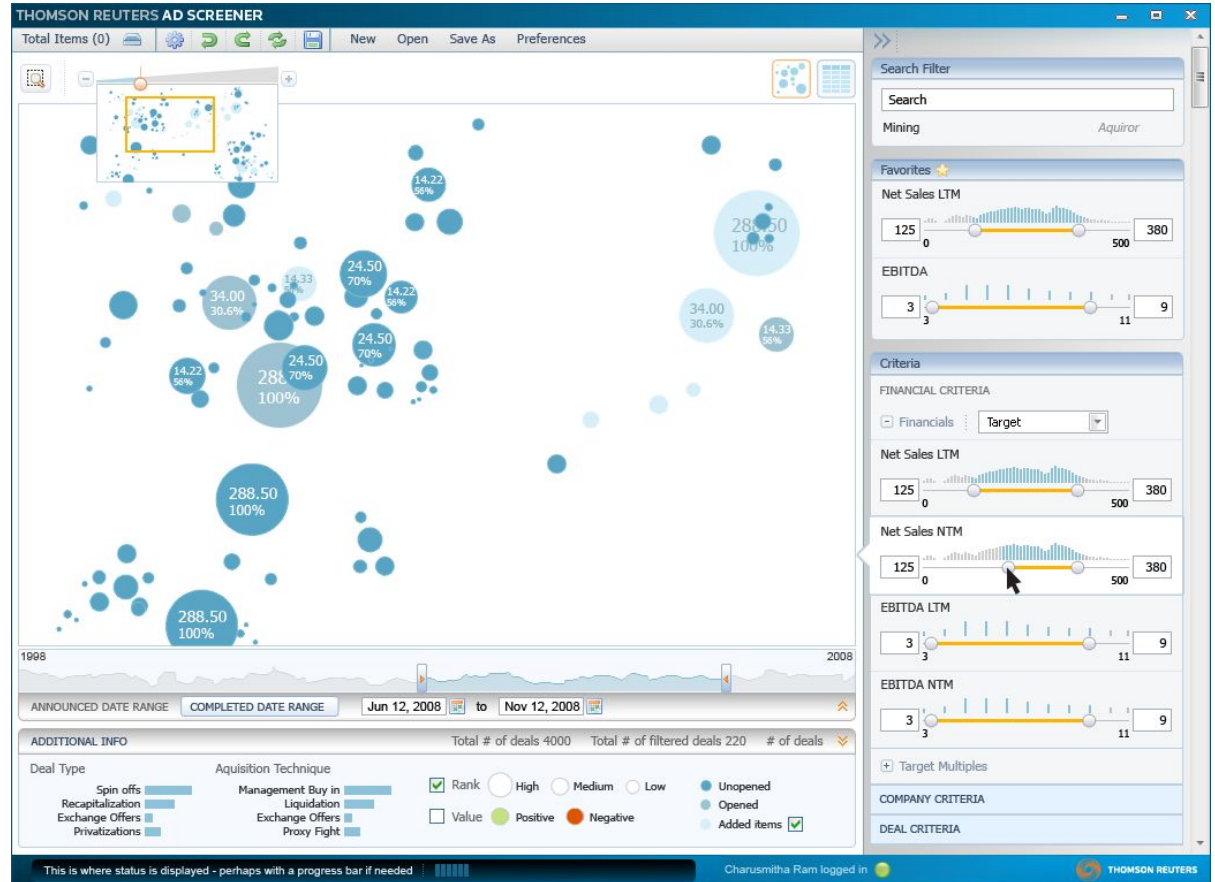 THOMSON REUTERS AD SCREENER
Total Items (0)
New Open Save As Preferences
14.22
56%
288.50
100%
24.50
70%
14.33
34.00
30.6%
14.22
56%
34.00
30.6%
14.33
56%
24.50
70%
24.50
70%
14.22
56%
288
100%
288.50
100%
288.50
100%
1998 2008
ANNOUNCED DATE RANGE COMPLETED DATE RANGE Jun 12, 2008 to Nov 12, 2008
ADDITIONAL INFO Total # of deals 4000 Total # of filtered deals 220 # of deals
Deal Type
Spin offs
Recapitalization
Exchange Offers
Privatizations
Aquisition Technique
Management Buy in
Liquidation
Exchange Offers
Proxy Fight
Rank High Medium Low
Value Positive Negative
Unopened
Opened
Added items
Search Filter
Search
Mining Aquiror
Favorites
Net Sales LTM
125 380
0 500
EBITDA
3 9
3 11
Criteria
FINANCIAL CRITERIA
Financials Target
Net Sales LTM
125 380
0 500
Net Sales NTM
125 380
0 500
EBITDA LTM
3 9
3 11
EBITDA NTM
3 9
3 11
Target Multiples
COMPANY CRITERIA
DEAL CRITERIA
This is where status is displayed - perhaps with a progress bar if needed
Charusmitha Ram logged in
THOMSON REUTERS